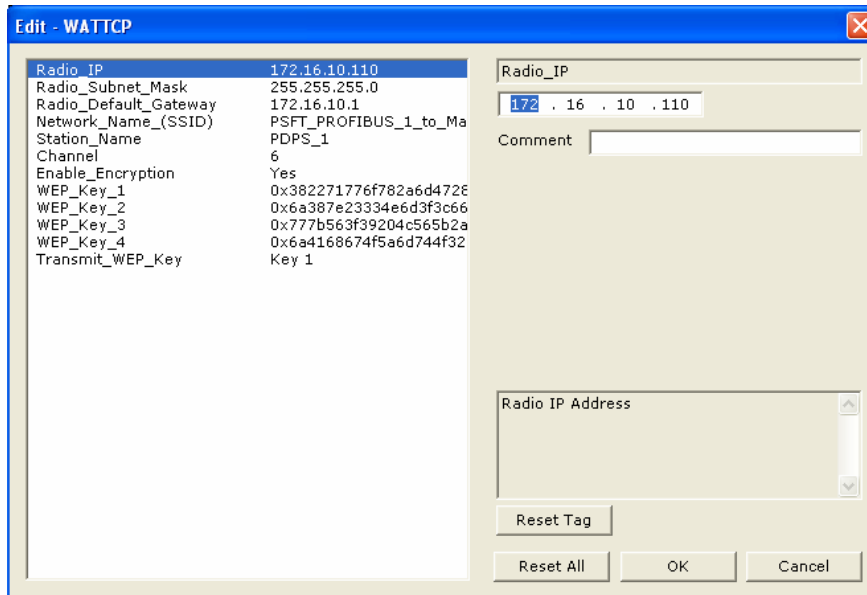 Edit - WATTCP
Radio_IP 172.16.10.110
Radio_Subnet_Mask 255.255.255.0
Radio_Default_Gateway 172.16.10.1
Network_Name_(SSID) PSFT_PROFIBUS_1_to_Ma
Station_Name PDPS_1
Channel 6
Enable_Encryption Yes
WEP_Key_1 0x382271776f782a6d4728
WEP_Key_2 0x6a387e23334e6d3f3c66
WEP_Key_3 0x777b563f39204c565b2a
WEP_Key_4 0x6a4168674f5a6d744f32
Transmit_WEP_Key Key 1
Radio_IP
172 . 16 . 10 . 110
Comment
Radio IP Address
Reset Tag
Reset All OK Cancel